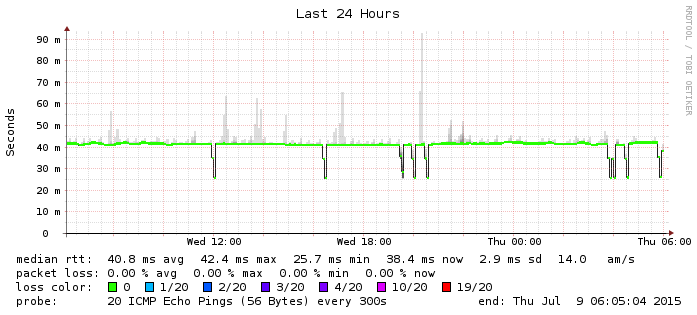 Last 24 Hours
RRDTOOL / TOBI OETIKER
Seconds
90 m
80 m
70 m
60 m
50 m
40 m
30 m
20 m
10 m
0
Wed 12:00 Wed 18:00 Thu 00:00 Thu 06:00
median rtt: 40.8 ms avg 42.4 ms max 25.7 ms min 38.4 ms now 2.9 ms sd 14.0 am/s
packet loss: 0.00 % avg 0.00 % max 0.00 % min 0.00 % now
loss color: 0 1/20 2/20 3/20 4/20 10/20 19/20
probe: 20 ICMP Echo Pings (56 Bytes) every 300s end: Thu Jul 9 06:05:04 2015